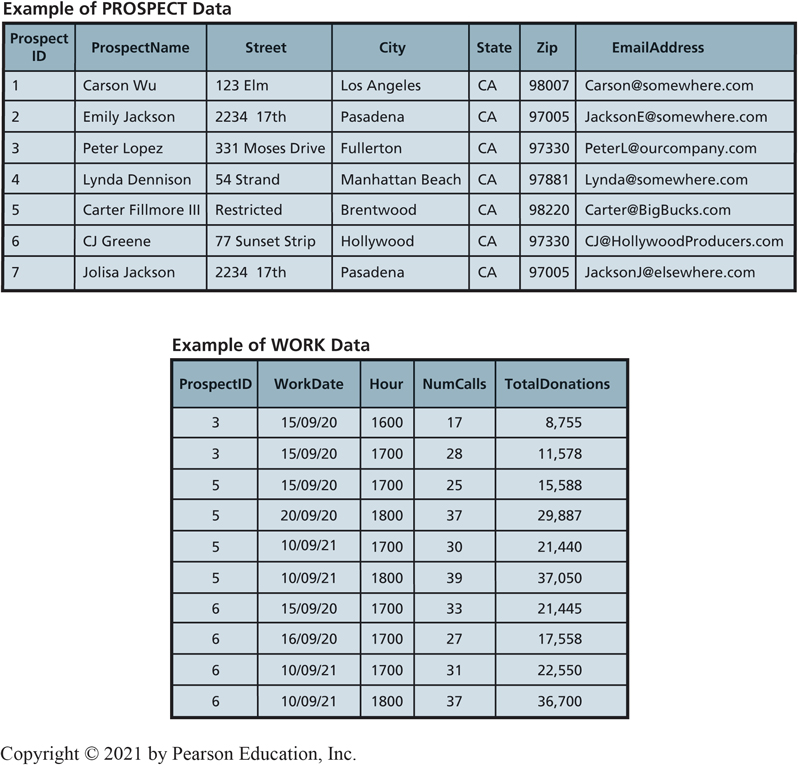 Example of PROSPECT Data
Prospect ID ProspectName Street City State Zip EmailAddress
1 Carson Wu 123 Elm Los Angeles CA 98007 Carson@somewhere.com
2 Emily Jackson 2234 17th Pasadena CA 97005 JacksonE@somewhere.com
3 Peter Lopez 331 Moses Drive Fullerton CA 97330 PeterL@ourcompany.com
4 Lynda Dennison 54 Strand Manhattan Beach CA 97881 Lynda@somewhere.com
5 Carter Fillmore III Restricted Brentwood CA 98220 Carter@BigBucks.com
6 CJ Greene 77 Sunset Strip Hollywood CA 97330 CJ@HollywoodProducers.com
7 Jolisa Jackson 2234 17th Pasadena CA 97005 JacksonJ@elsewhere.com
Example of WORK Data
ProspectID WorkDate Hour NumCalls TotalDonations
3 15/09/20 1600 17 8,755
3 15/09/20 1700 28 11,578
5 15/09/20 1700 25 15,588
5 20/09/20 1800 37 29,887
5 10/09/21 1700 30 21,440
5 10/09/21 1800 39 37,050
6 15/09/20 1700 33 21,445
6 16/09/20 1700 27 17,558
6 10/09/21 1700 31 22,550
6 10/09/21 1800 37 36,700
Copyright © 2021 by Pearson Education, Inc.